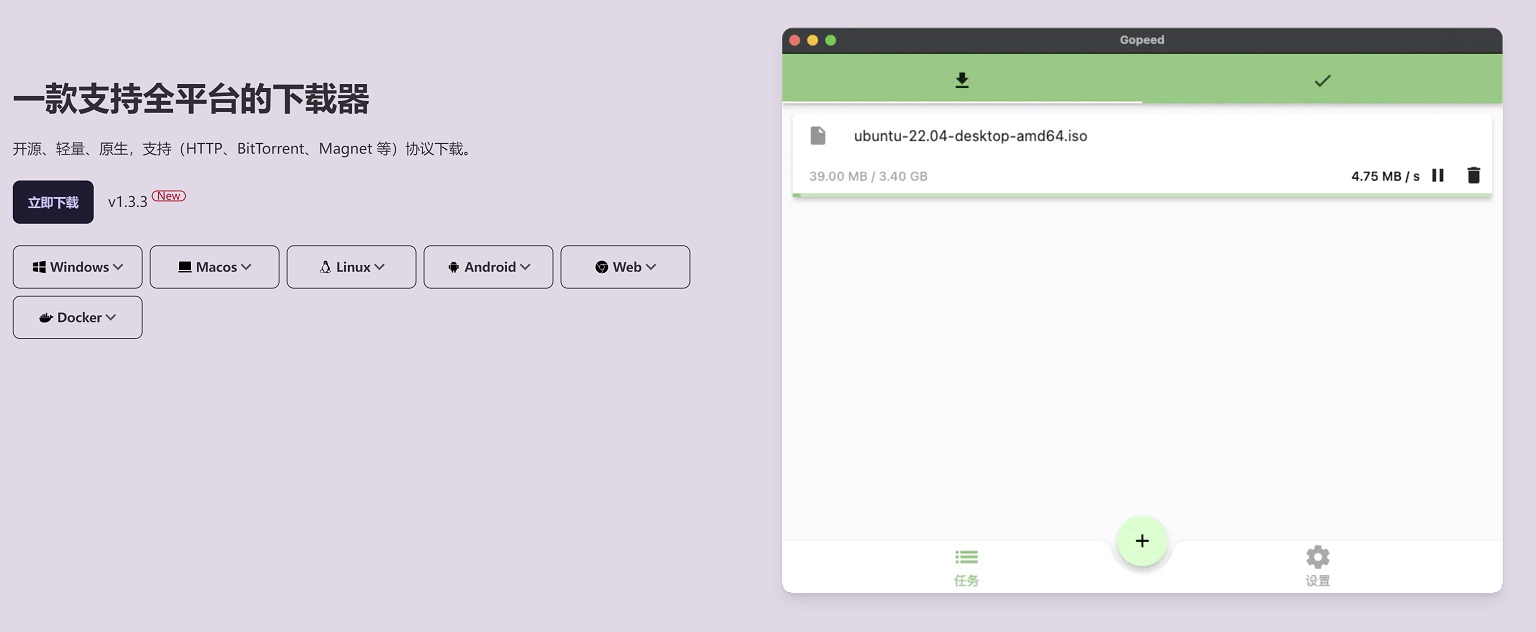 一款支持全平台的下载器
开源、轻量、原生，支持（HTTP、BitTorrent、Magnet 等）协议下载。
立即下载 v1.3.3 New
Windows Macos Linux Android Web
Docker
Gopeed
ubuntu-22.04-desktop-amd64.iso
39.00 MB / 3.40 GB 4.75 MB / s
任务 设置